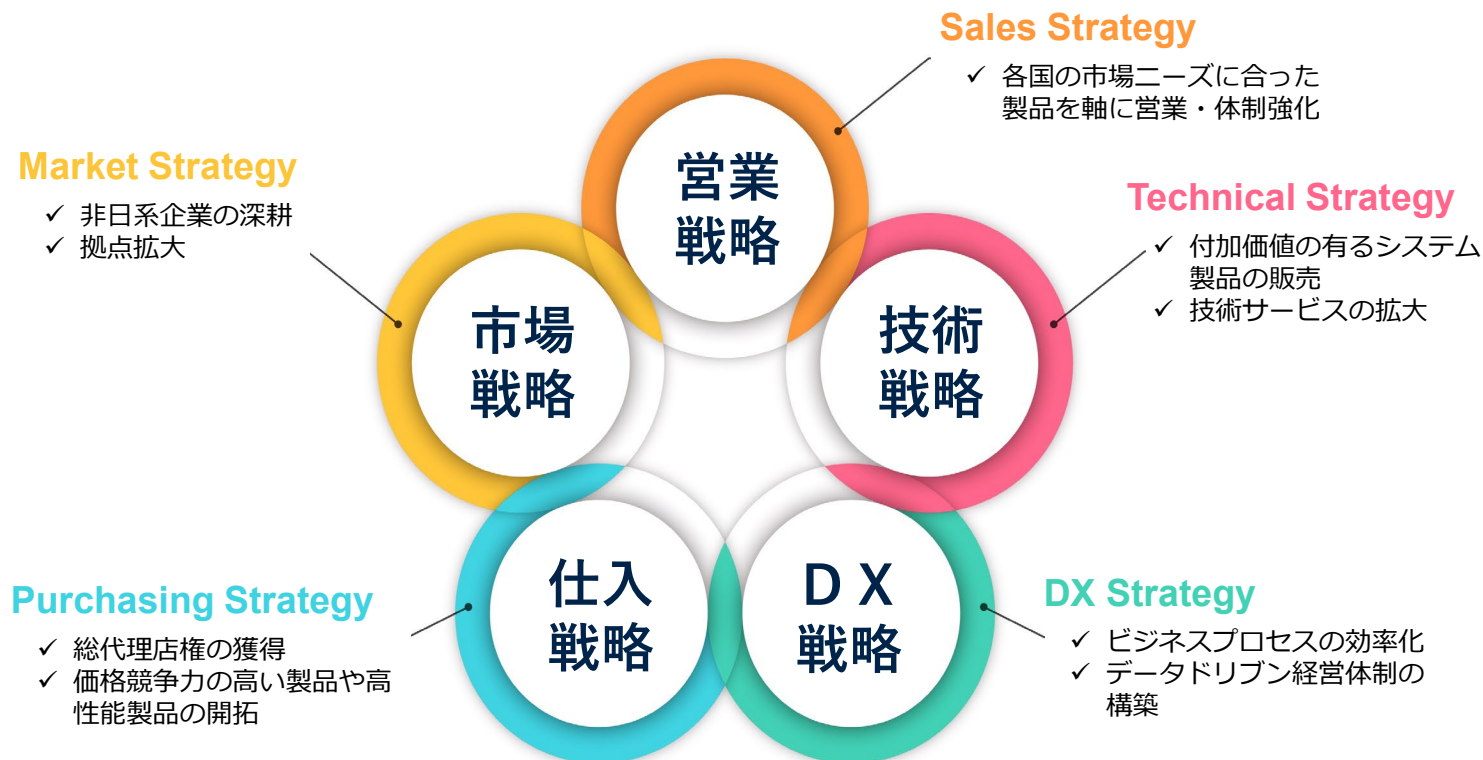 Sales Strategy
✓ 各国の市場ニーズに合った
製品を軸に営業・体制強化
Market Strategy
✓ 非日系企業の深耕
✓ 拠点拡大
Technical Strategy
✓ 付加価値の有るシステム
製品の販売
✓ 技術サービスの拡大
営業
戦略
市場
戦略
技術
戦略
仕入
戦略
ＤＸ
戦略
Purchasing Strategy
✓ 総代理店権の獲得
✓ 価格競争力の高い製品や高
性能製品の開拓
DX Strategy
✓ ビジネスプロセスの効率化
✓ データドリブン経営体制の
構築